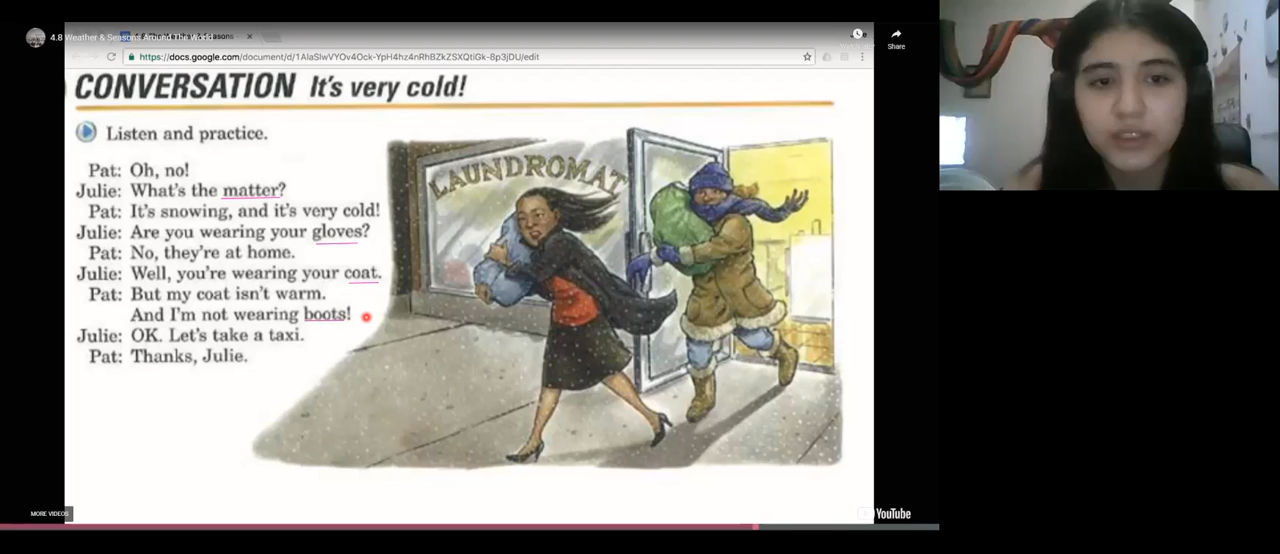 4.8 Weather & Seasons Around The World
Share
https://docs.google.com/document/d/1AlaSlwVYOv4Ock-YpH4hz4nRhBZkZSXQtiGk-8p3jDU/edit
CONVERSATION It's very cold!
Listen and practice.
Pat: Oh, no!
Julie: What's the matter?
Pat: It's snowing, and it's very cold!
Julie: Are you wearing your gloves?
Pat: No, they're at home.
Julie: Well, you're wearing your coat.
Pat: But my coat isn't warm.
And I'm not wearing boots!
Julie: OK. Let's take a taxi.
Pat: Thanks, Julie.
LAUNDROMAT
MORE VIDEOS
YouTube